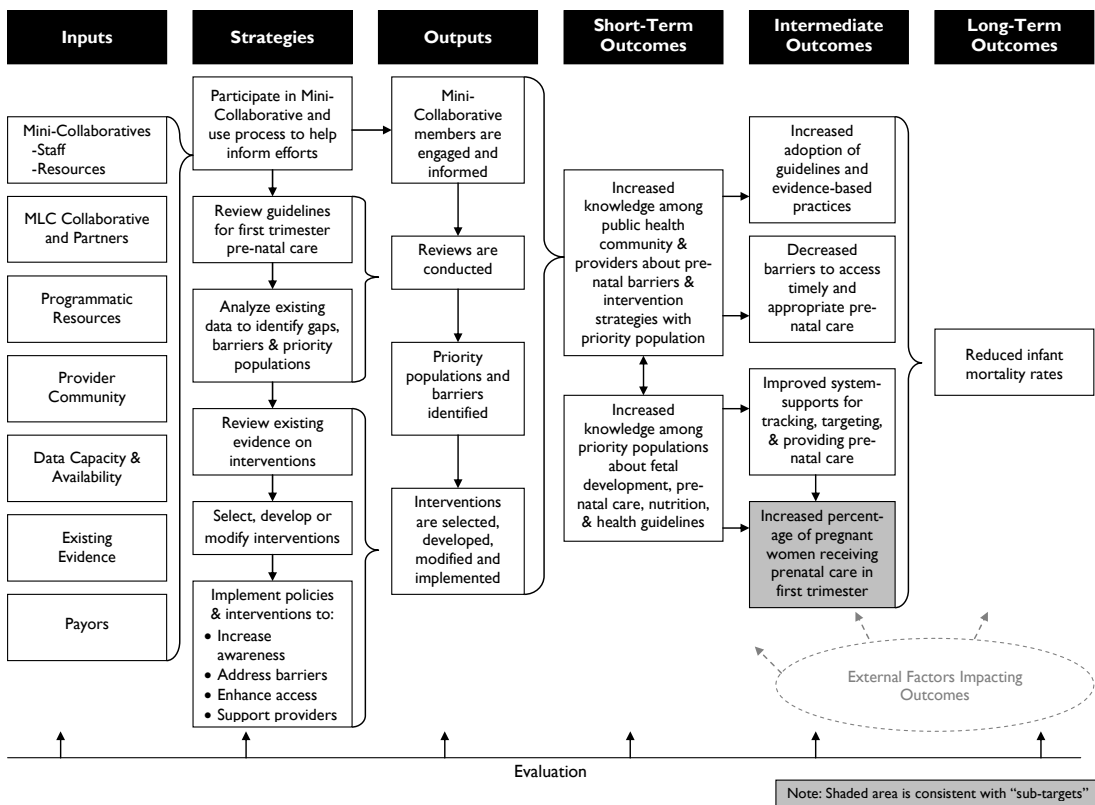 Inputs
Strategies
Outputs
Short-Term
Outcomes
Intermediate
Outcomes
Long-Term
Outcomes
Mini-Collaboratives
-Staff
-Resources
MLC Collaborative
and Partners
Programmatic
Resources
Provider
Community
Data Capacity &
Availability
Existing
Evidence
Payors
Participate in Mini-
Collaborative and
use process to help
inform efforts
Review guidelines
for first trimester
pre-natal care
Analyze existing
data to identify gaps,
barriers & priority
populations
Review existing
evidence on
interventions
Select, develop or
modify interventions
Implement policies
& interventions to:
• Increase
awareness
• Address barriers
• Enhance access
• Support providers
Mini-
Collaborative
members are
engaged and
informed
Reviews are
conducted
Priority
populations and
barriers
identified
Interventions
are selected,
developed,
modified and
implemented
Increased
knowledge among
public health
community &
providers about pre-
natal barriers &
intervention
strategies with
priority population
Increased
knowledge among
priority populations
about fetal
development, pre-
natal care, nutrition,
& health guidelines
Increased
adoption of
guidelines and
evidence-based
practices
Decreased
barriers to access
timely and
appropriate pre-
natal care
Improved system-
supports for
tracking, targeting,
& providing pre-
natal care
Increased percent-
age of pregnant
women receiving
prenatal care in
first trimester
Reduced infant
mortality rates
External Factors Impacting
Outcomes
Evaluation
Note: Shaded area is consistent with “sub-targets”